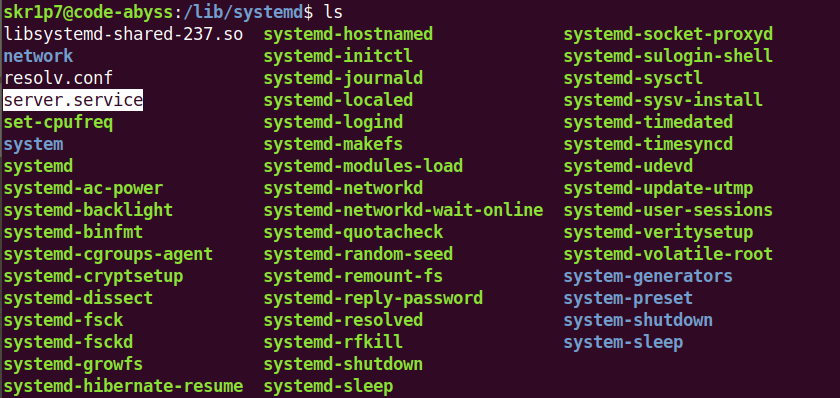 skr1p7@code-abyss:/lib/systemd$ ls
libsystemd-shared-237.so systemd-hostnamed systemd-socket-proxyd
network systemd-initctl systemd-sulogin-shell
resolv.conf systemd-journald systemd-sysctl
server.service systemd-localed systemd-sysv-install
set-cpufreq systemd-logind systemd-timedated
system systemd-makefs systemd-timesyncd
systemd systemd-modules-load systemd-udevd
systemd-ac-power systemd-networkd systemd-update-utmp
systemd-backlight systemd-networkd-wait-online systemd-user-sessions
systemd-binfmt systemd-quotacheck systemd-veritysetup
systemd-cgroups-agent systemd-random-seed systemd-volatile-root
systemd-cryptsetup systemd-remount-fs system-generators
systemd-dissect systemd-reply-password system-preset
systemd-fsck systemd-resolved system-shutdown
systemd-fsckd systemd-rfkill system-sleep
systemd-growfs systemd-shutdown
systemd-hibernate-resume systemd-sleep